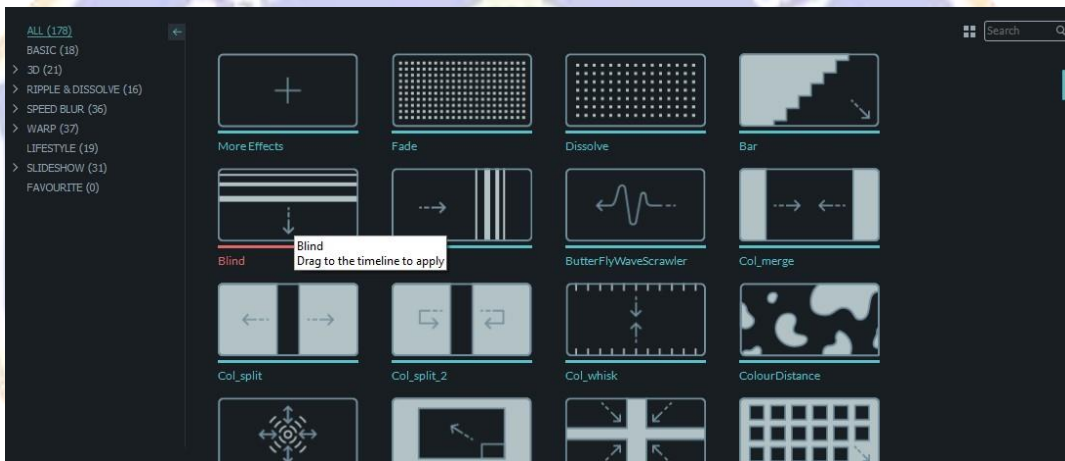 ALL (178)
BASIC (18)
3D (21)
RIPPLE & DISSOLVE (16)
SPEED BLUR (36)
WARP (37)
LIFESTYLE (19)
SLIDESHOW (31)
FAVOURITE (0)
Search
More Effects
Fade
Dissolve
Bar
Blind
Blind
Drag to the timeline to apply
ButterFlyWaveScrawler
Col_merge
Col_split
Col_split_2
Col_whisk
ColourDistance